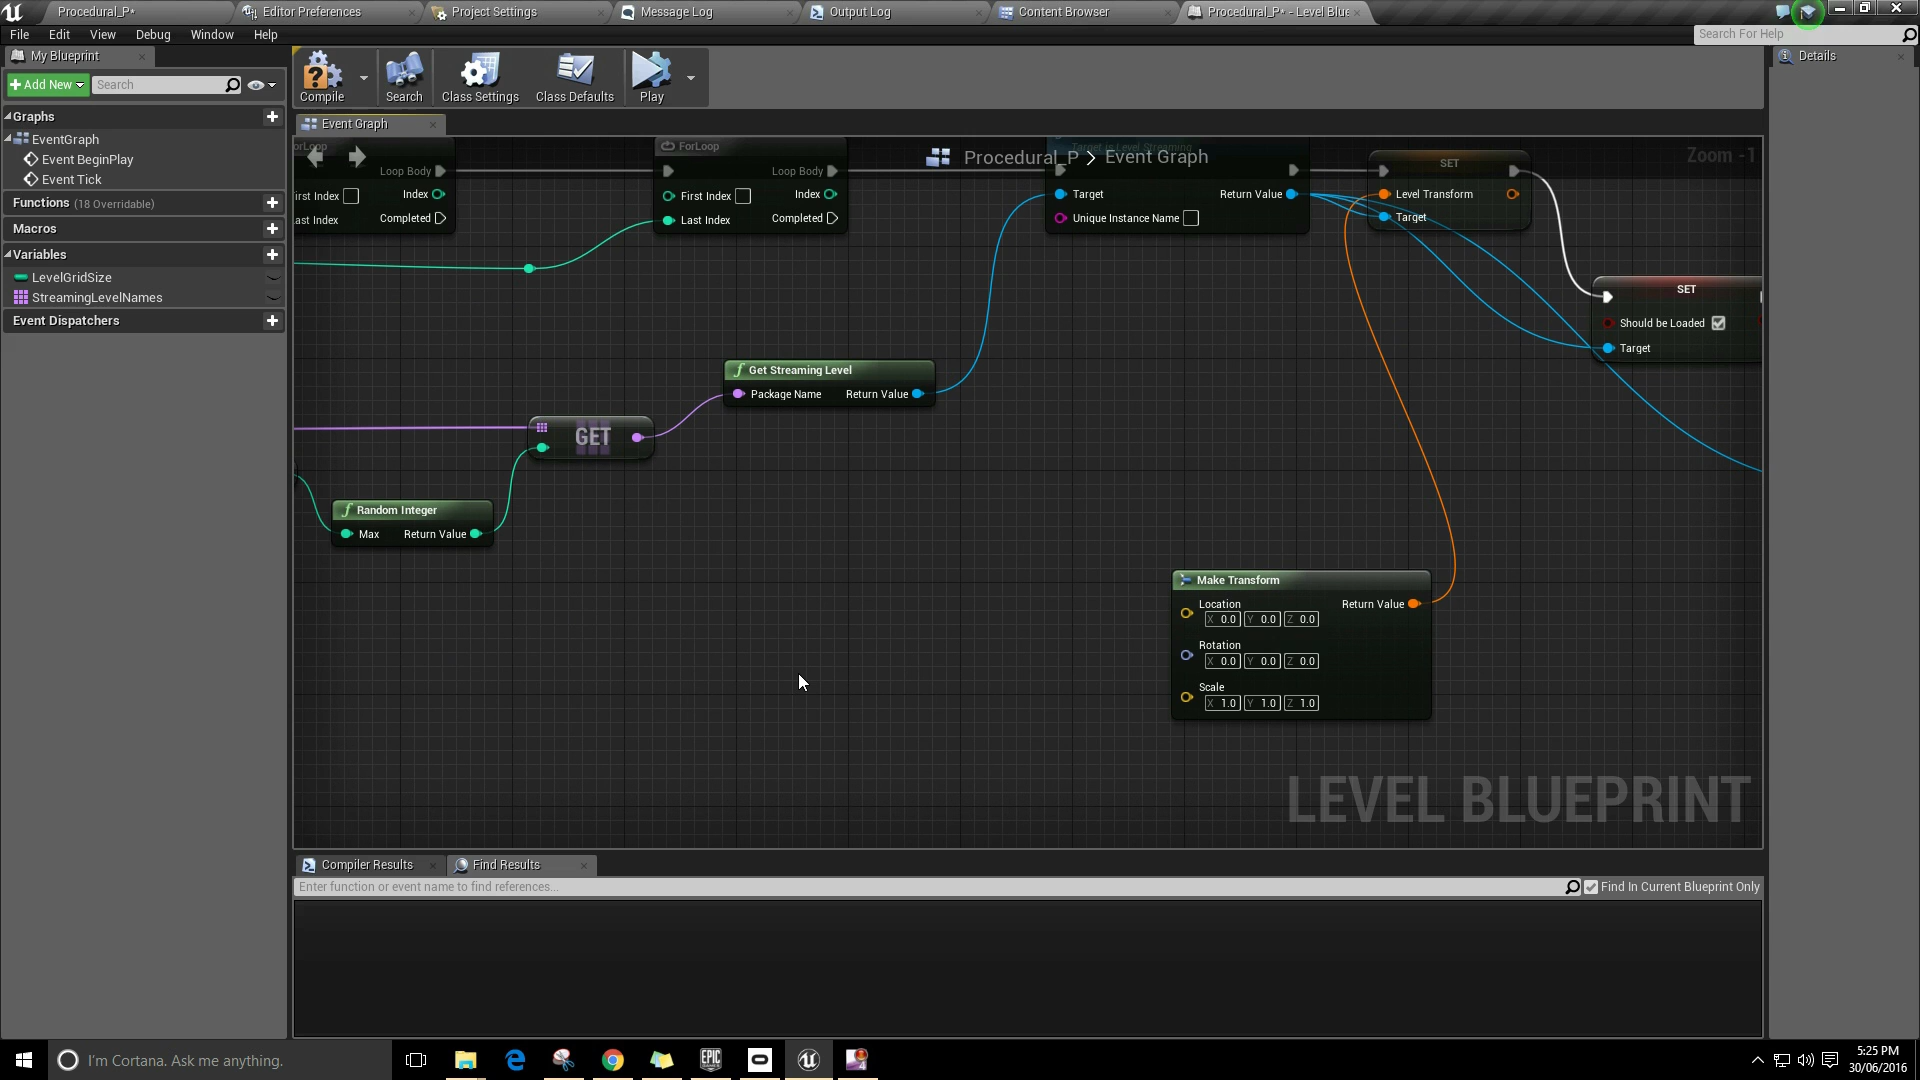 Procedural_P*
Editor Preferences
Project Settings
Message Log
Output Log
Content Browser
Procedural_P* - Level Blue
File Edit View Debug Window Help
Search For Help
My Blueprint
Details
Add New
Search
Compile
Search
Class Settings
Class Defaults
Play
Graphs
EventGraph
Event BeginPlay
Event Tick
Functions (18 Overridable)
Macros
Variables
LevelGridSize
StreamingLevelNames
Event Dispatchers
Event Graph
Procedural_P > Event Graph
Zoom -1
orLoop
Loop Body
irst Index
Index
ast Index
Completed
ForLoop
Loop Body
First Index
Index
Last Index
Completed
Target is Level Streaming
Target
Return Value
Unique Instance Name
SET
Level Transform
Target
SET
Should be Loaded
Target
Get Streaming Level
Package Name
Return Value
GET
Random Integer
Max
Return Value
Make Transform
Location
Return Value
X 0.0 Y 0.0 Z 0.0
Rotation
X 0.0 Y 0.0 Z 0.0
Scale
X 1.0 Y 1.0 Z 1.0
LEVEL BLUEPRINT
Compiler Results
Find Results
Enter function or event name to find references...
Find In Current Blueprint Only
I'm Cortana. Ask me anything.
EPIC
5:25 PM
30/06/2016